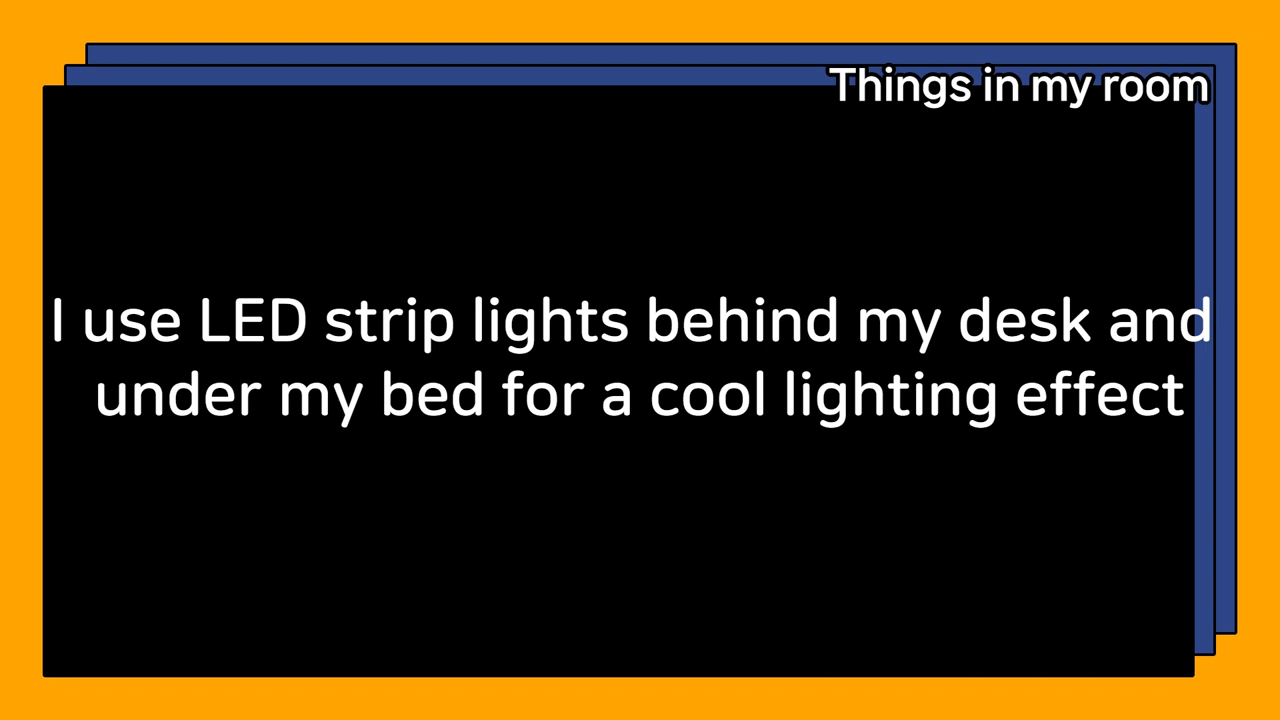 Things in my room
I use LED strip lights behind my desk and
under my bed for a cool lighting effect